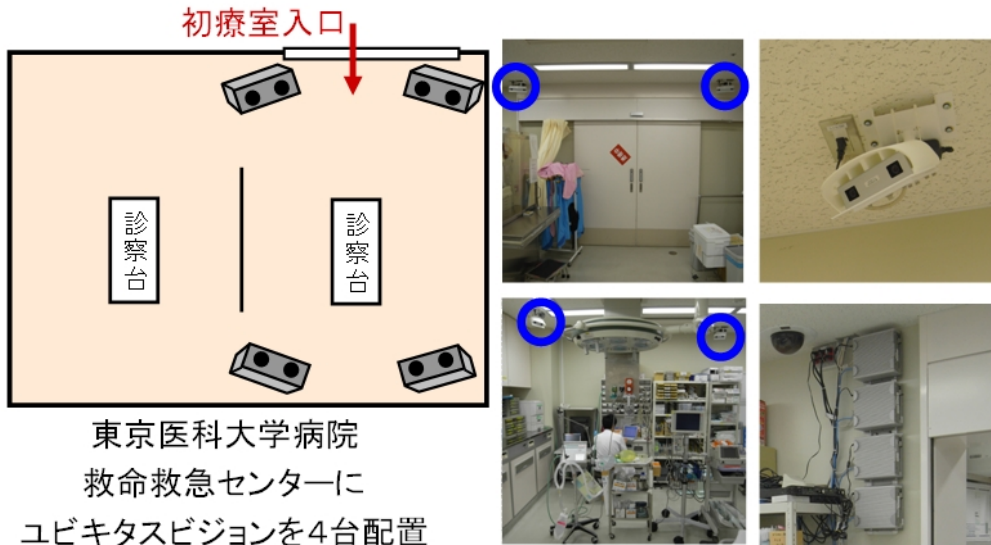 初療室入口
診察台
診察台
東京医科大学病院
救命救急センターに
ユビキタスビジョンを4台配置